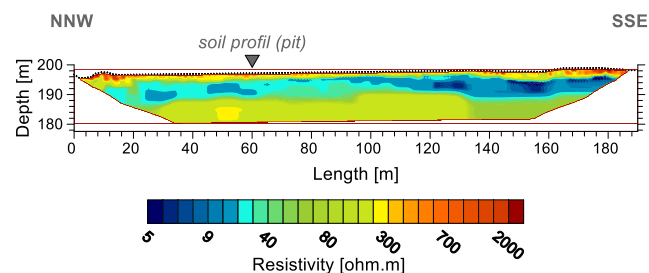 NNW SSE
soil profil (pit)
200
190
180
Depth [m]
0 20 40 60 80 100 120 140 160 180
Length [m]
5 9 40 80 300 700 2000
Resistivity [ohm.m]